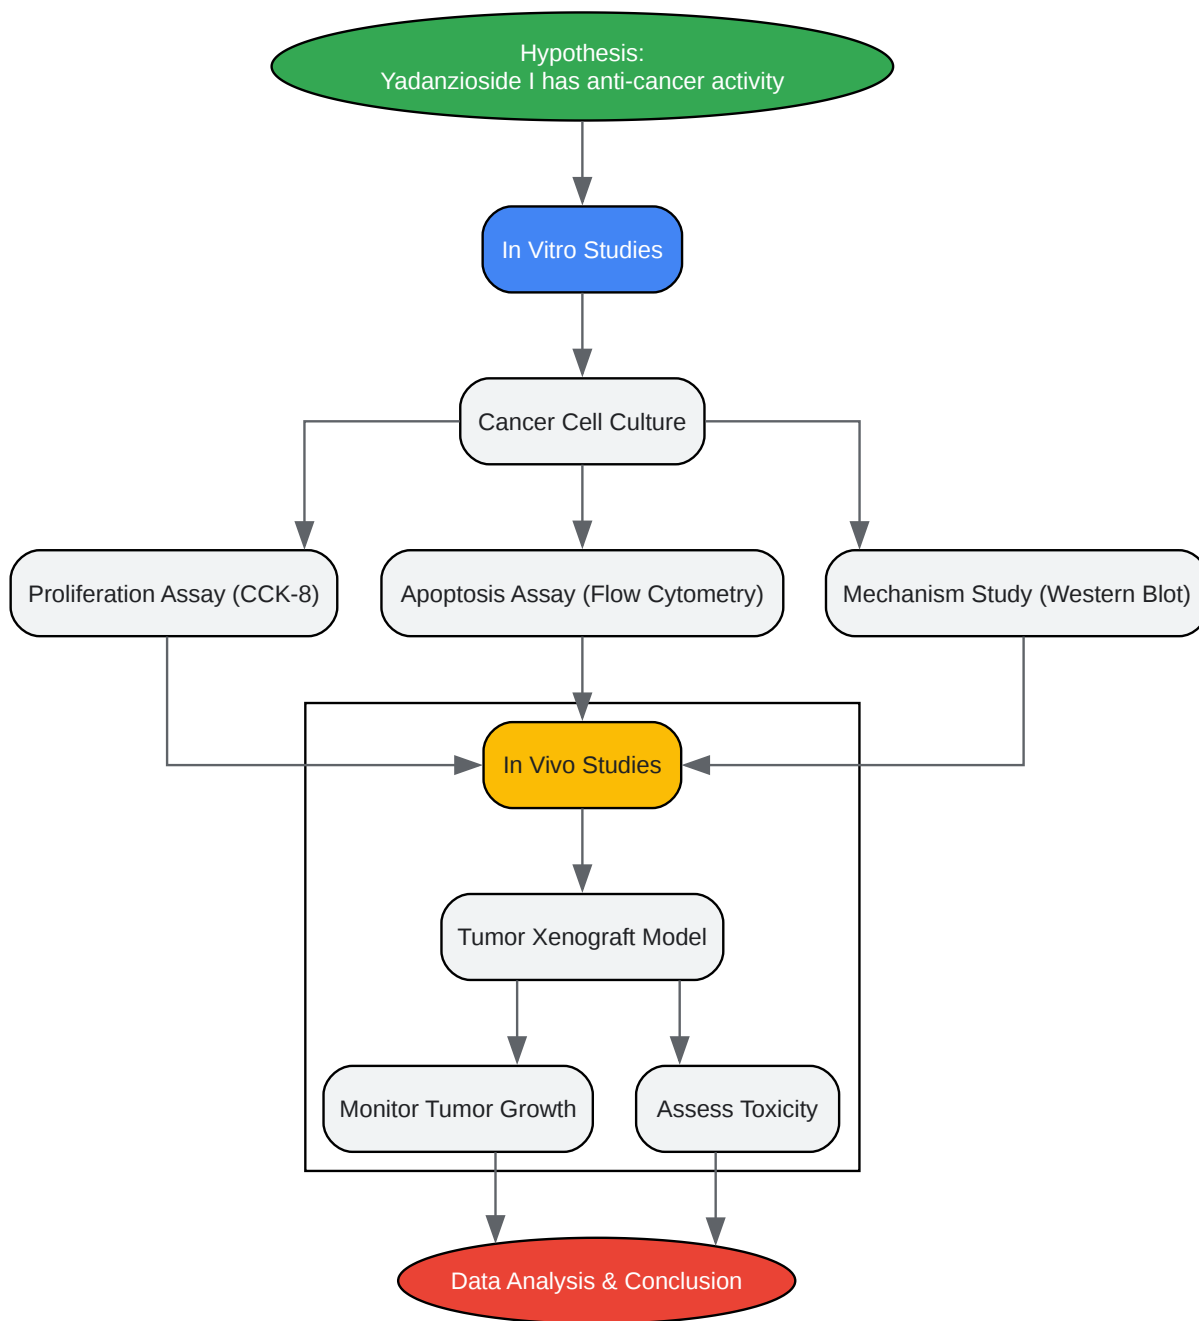 Hypothesis:
Yadanzioside I has anti-cancer activity
In Vitro Studies
Cancer Cell Culture
Proliferation Assay (CCK-8)
Apoptosis Assay (Flow Cytometry)
Mechanism Study (Western Blot)
In Vivo Studies
Tumor Xenograft Model
Monitor Tumor Growth
Assess Toxicity
Data Analysis & Conclusion